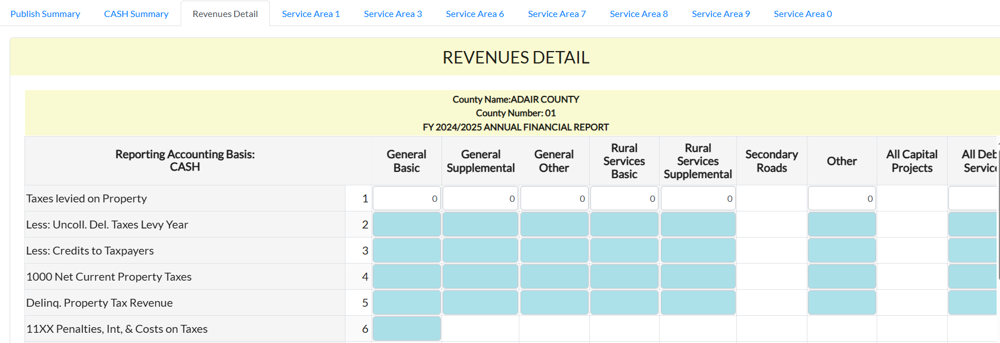 Publish Summary CASH Summary Revenues Detail Service Area 1 Service Area 3 Service Area 6 Service Area 7 Service Area 8 Service Area 9 Service Area 0
REVENUES DETAIL
County Name:ADAIR COUNTY
County Number: 01
FY 2024/2025 ANNUAL FINANCIAL REPORT
Reporting Accounting Basis:
CASH
General
Basic
General
Supplemental
General
Other
Rural
Services
Basic
Rural
Services
Supplemental
Secondary
Roads
Other
All Capital
Projects
All Deb
Service
Taxes levied on Property 1 0 0 0 0 0 0
Less: Uncoll. Del. Taxes Levy Year 2
Less: Credits to Taxpayers 3
1000 Net Current Property Taxes 4
Delinq. Property Tax Revenue 5
11XX Penalties, Int, & Costs on Taxes 6